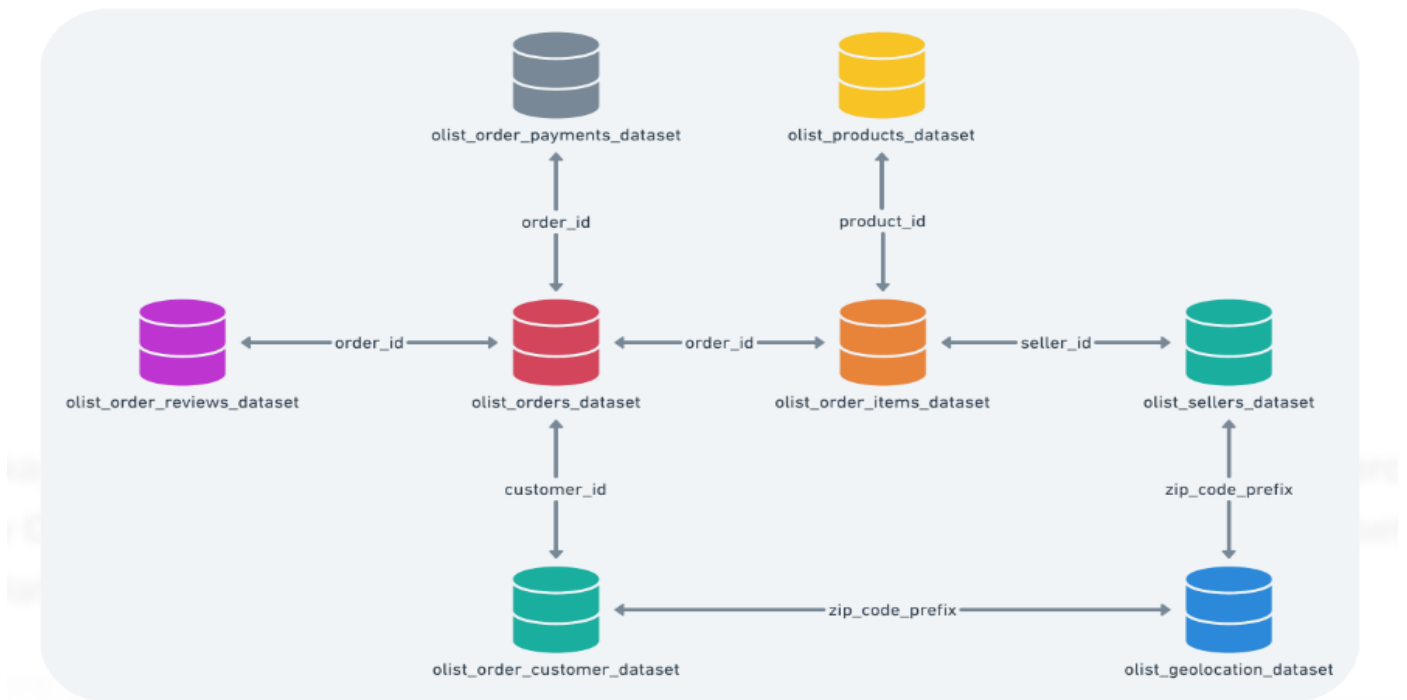 olist_order_payments_dataset
olist_products_dataset
order_id
product_id
order_id
order_id
seller_id
olist_order_reviews_dataset
olist_orders_dataset
olist_order_items_dataset
olist_sellers_dataset
customer_id
zip_code_prefix
zip_code_prefix
olist_order_customer_dataset
olist_geolocation_dataset